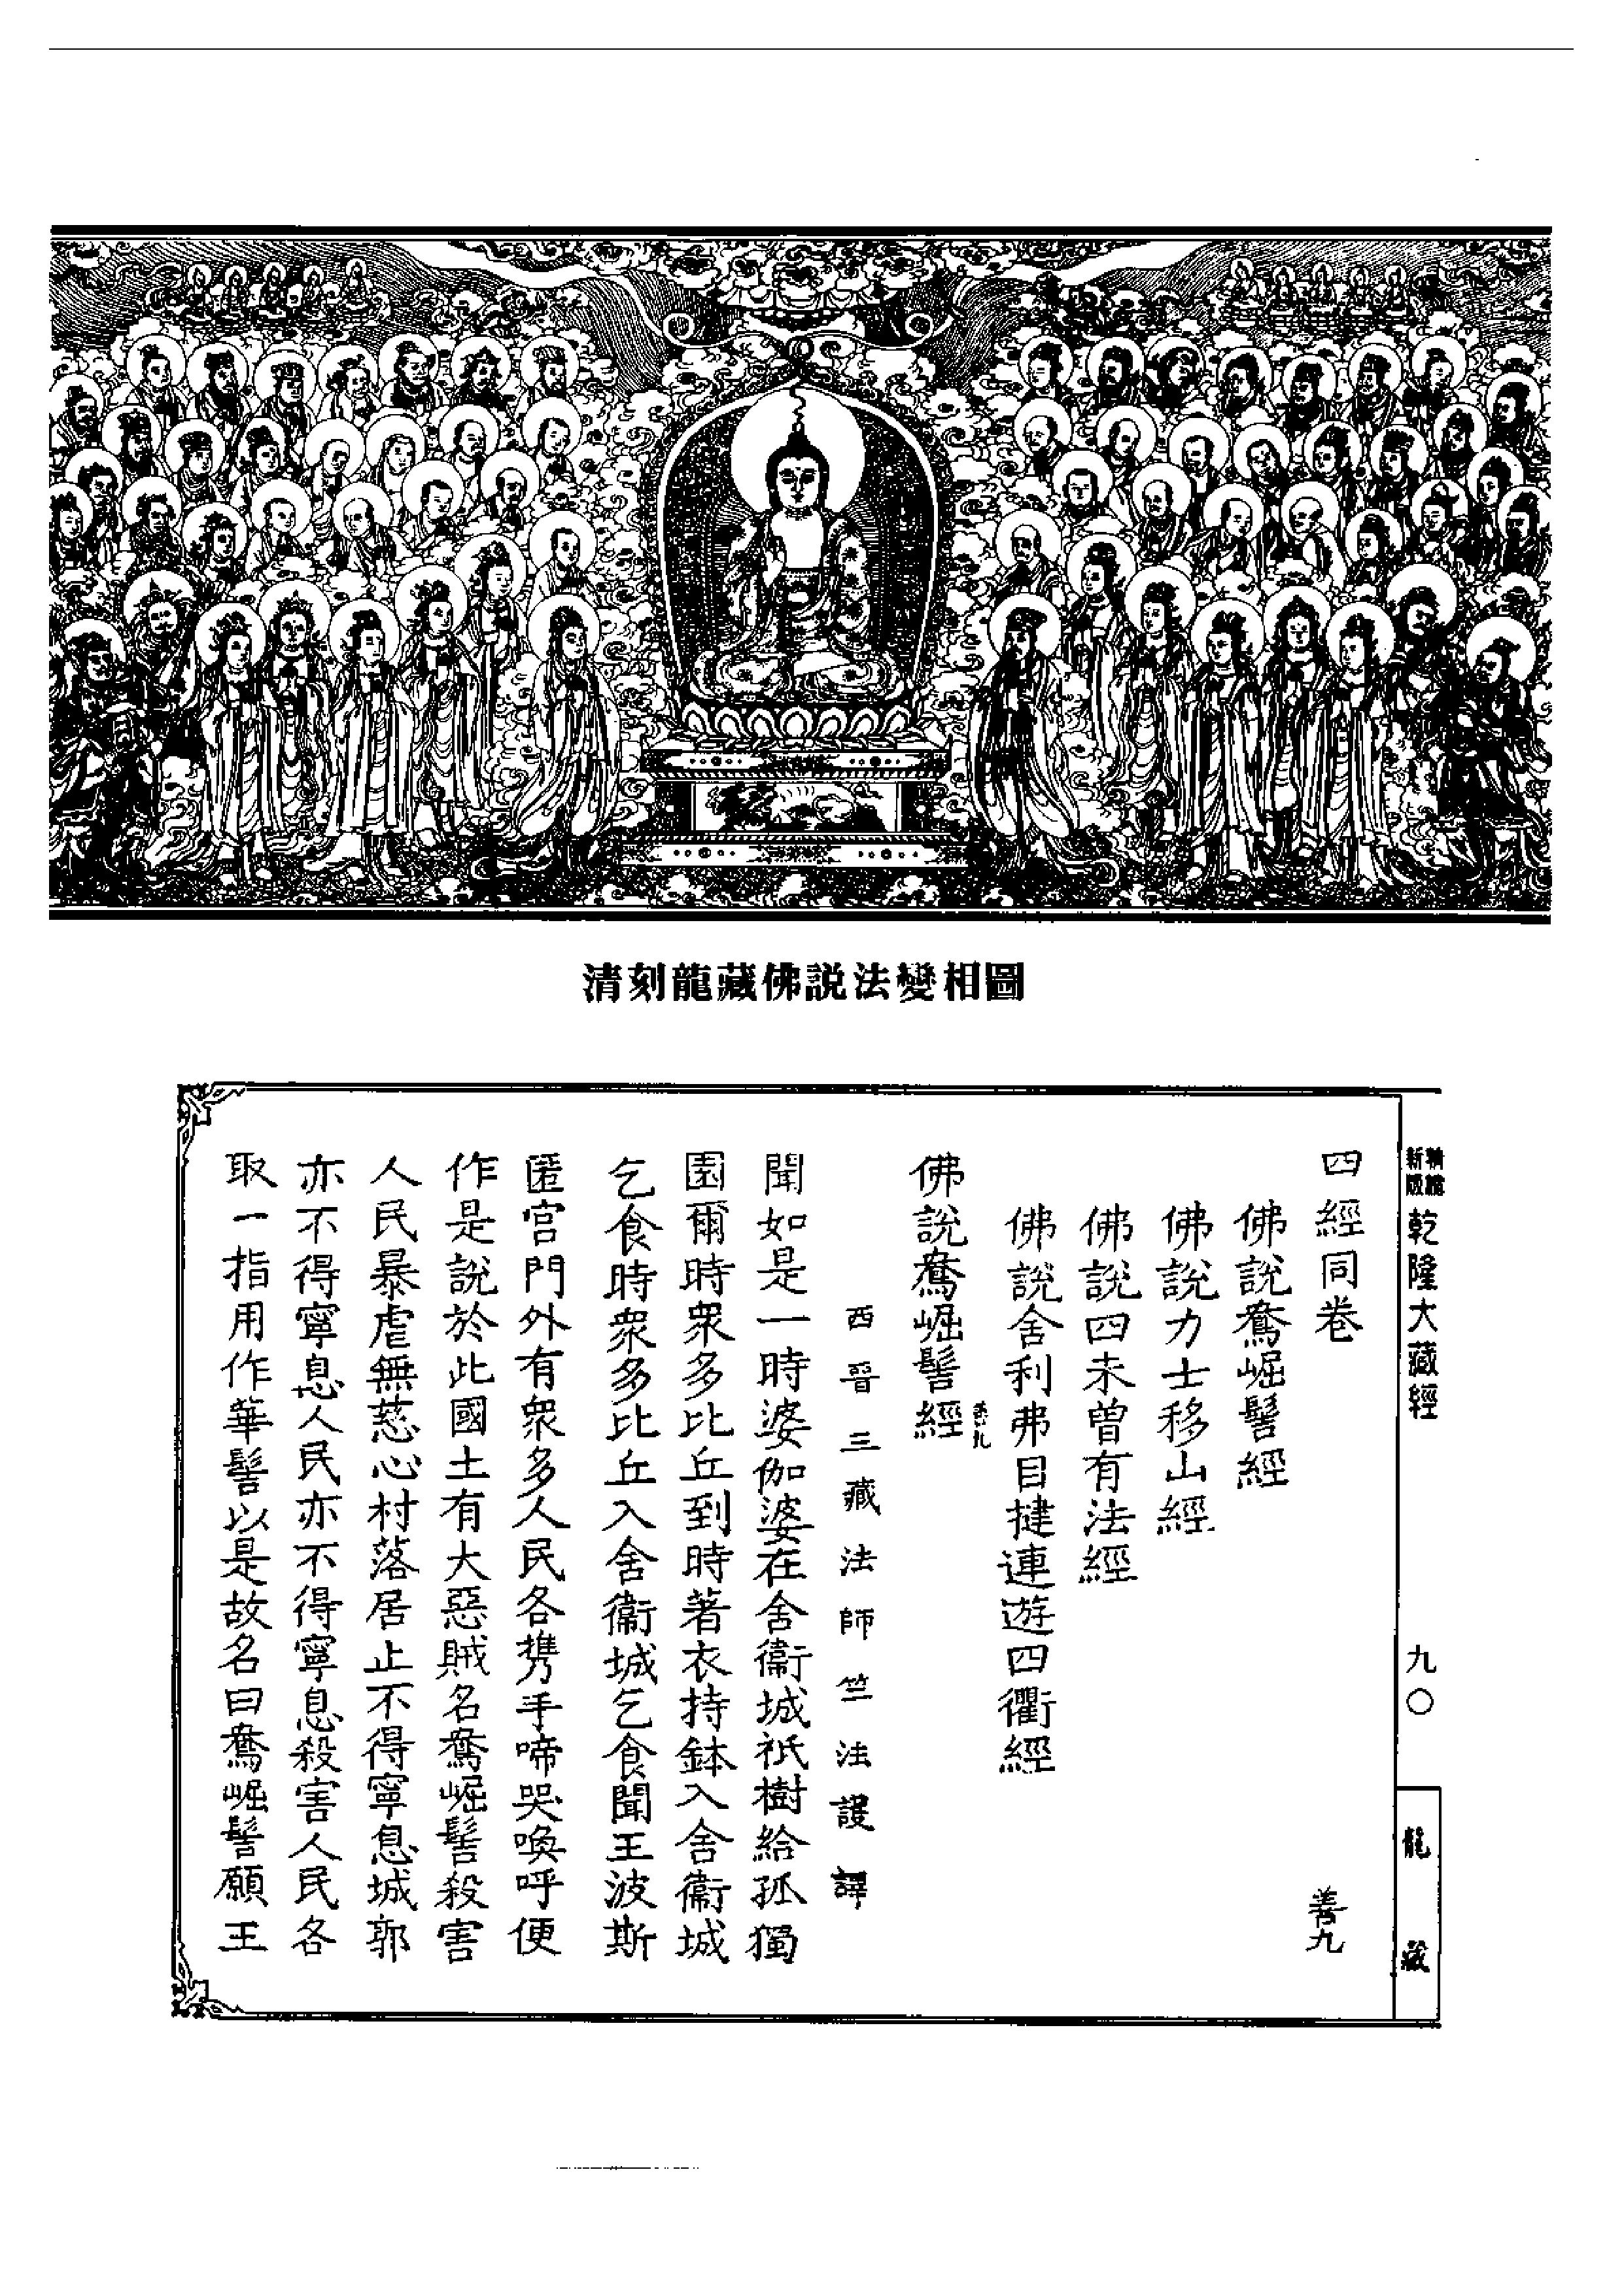 清刻龍藏佛説法變相圖
新版
精縮
乾隆大藏經
九〇
龍藏
四經同卷
善九
佛說鴦崛髻經
佛說力士移山經
佛說四未曾有法經
佛說舍利弗目揵連遊四衢經
佛說鴦崛髻經
善九
西晉三藏法師竺法護譯
聞如是一時婆伽婆在舍衛城祇樹給孤獨
園爾時眾多比丘到時著衣持鉢入舍衛城
乞食時眾多比丘入舍衛城乞食聞王波斯
匿宮門外有眾多人民各携手啼哭喚呼便
作是說於此國土有大惡賊名鴦崛髻殺害
人民暴虐無慈心村落居止不得寧息城郭
亦不得寧息人民亦不得寧息殺害人民各
取一指用作華髻以是故名曰鴦崛髻願王